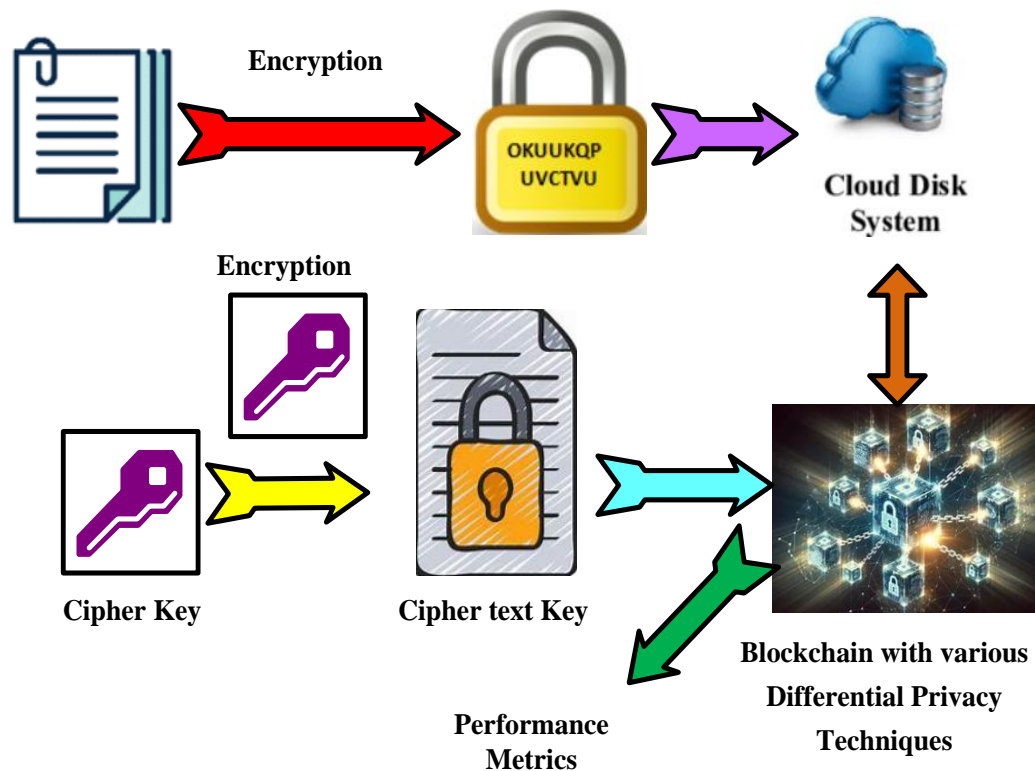 Encryption
OKUUKQP
UVCTVU
Cloud Disk
System
Encryption
Cipher Key
Cipher text Key
Blockchain with various
Differential Privacy
Techniques
Performance
Metrics